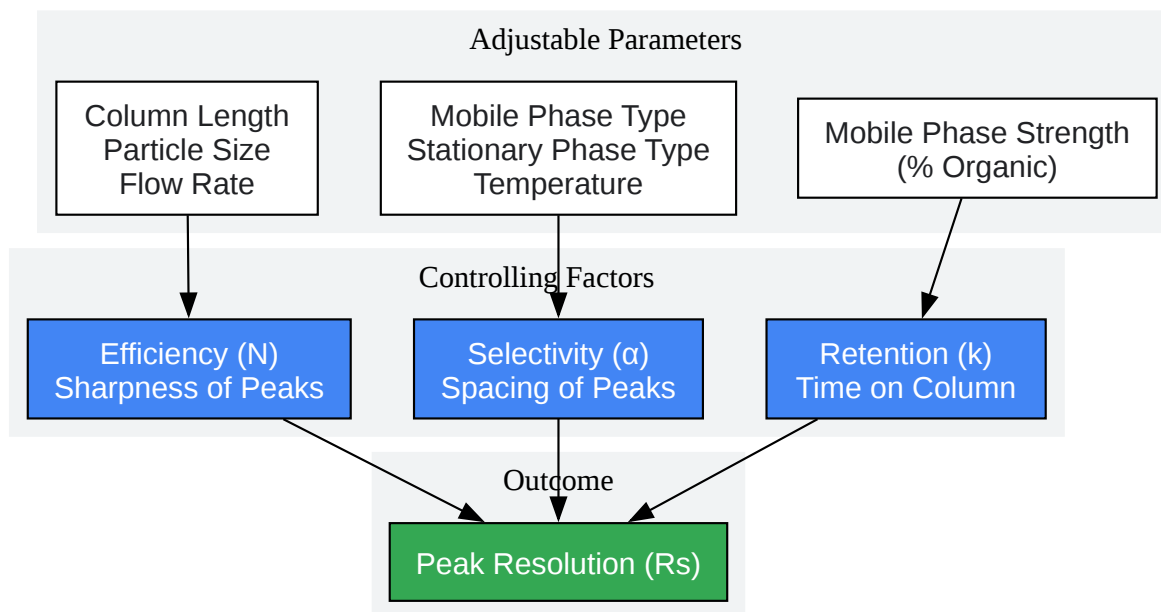 Adjustable Parameters
Column Length
Particle Size
Flow Rate
Mobile Phase Type
Stationary Phase Type
Temperature
Mobile Phase Strength
(% Organic)
Controlling Factors
Efficiency (N)
Sharpness of Peaks
Selectivity (α)
Spacing of Peaks
Retention (k)
Time on Column
Outcome
Peak Resolution (Rs)